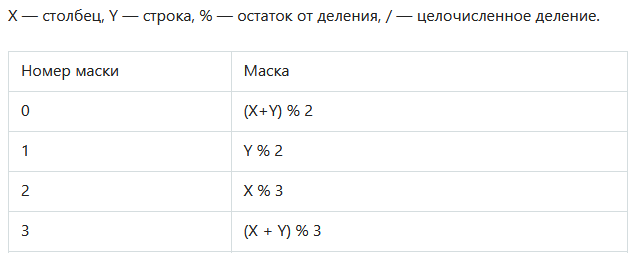 X — столбец, Y — строка, % — остаток от деления, / — целочисленное деление.
Номер маски Маска
0 (X+Y) % 2
1 Y % 2
2 X % 3
3 (X + Y) % 3